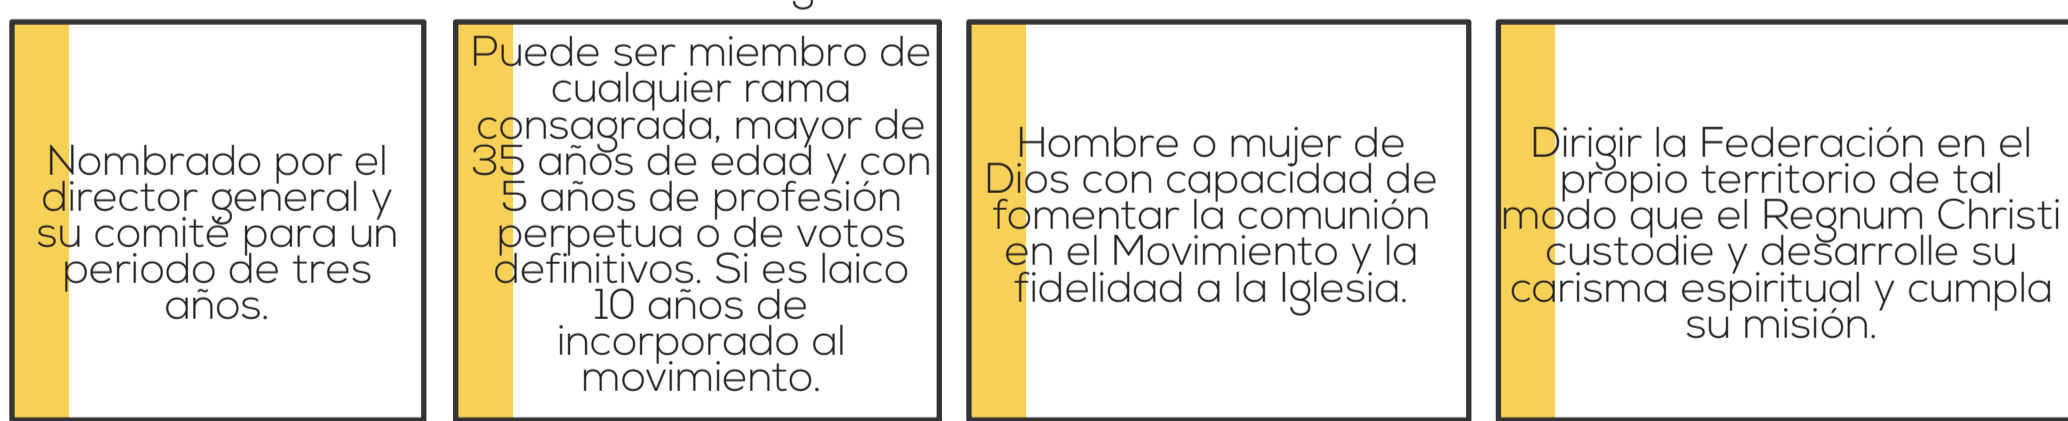 Nombrado por el
director general y
su comité para un
periodo de tres
años.
Puede ser miembro de
cualquier rama
consagrada, mayor de
35 años de edad y con
5 años de profesión
perpetua o de votos
definitivos. Si es laico
10 años de
incorporado al
movimiento.
Hombre o mujer de
Dios con capacidad de
fomentar la comunión
en el Movimiento y la
fidelidad a la Iglesia.
Dirigir la Federación en el
propio territorio de tal
modo que el Regnum Christi
custodie y desarrolle su
carisma espiritual y cumpla
su misión.